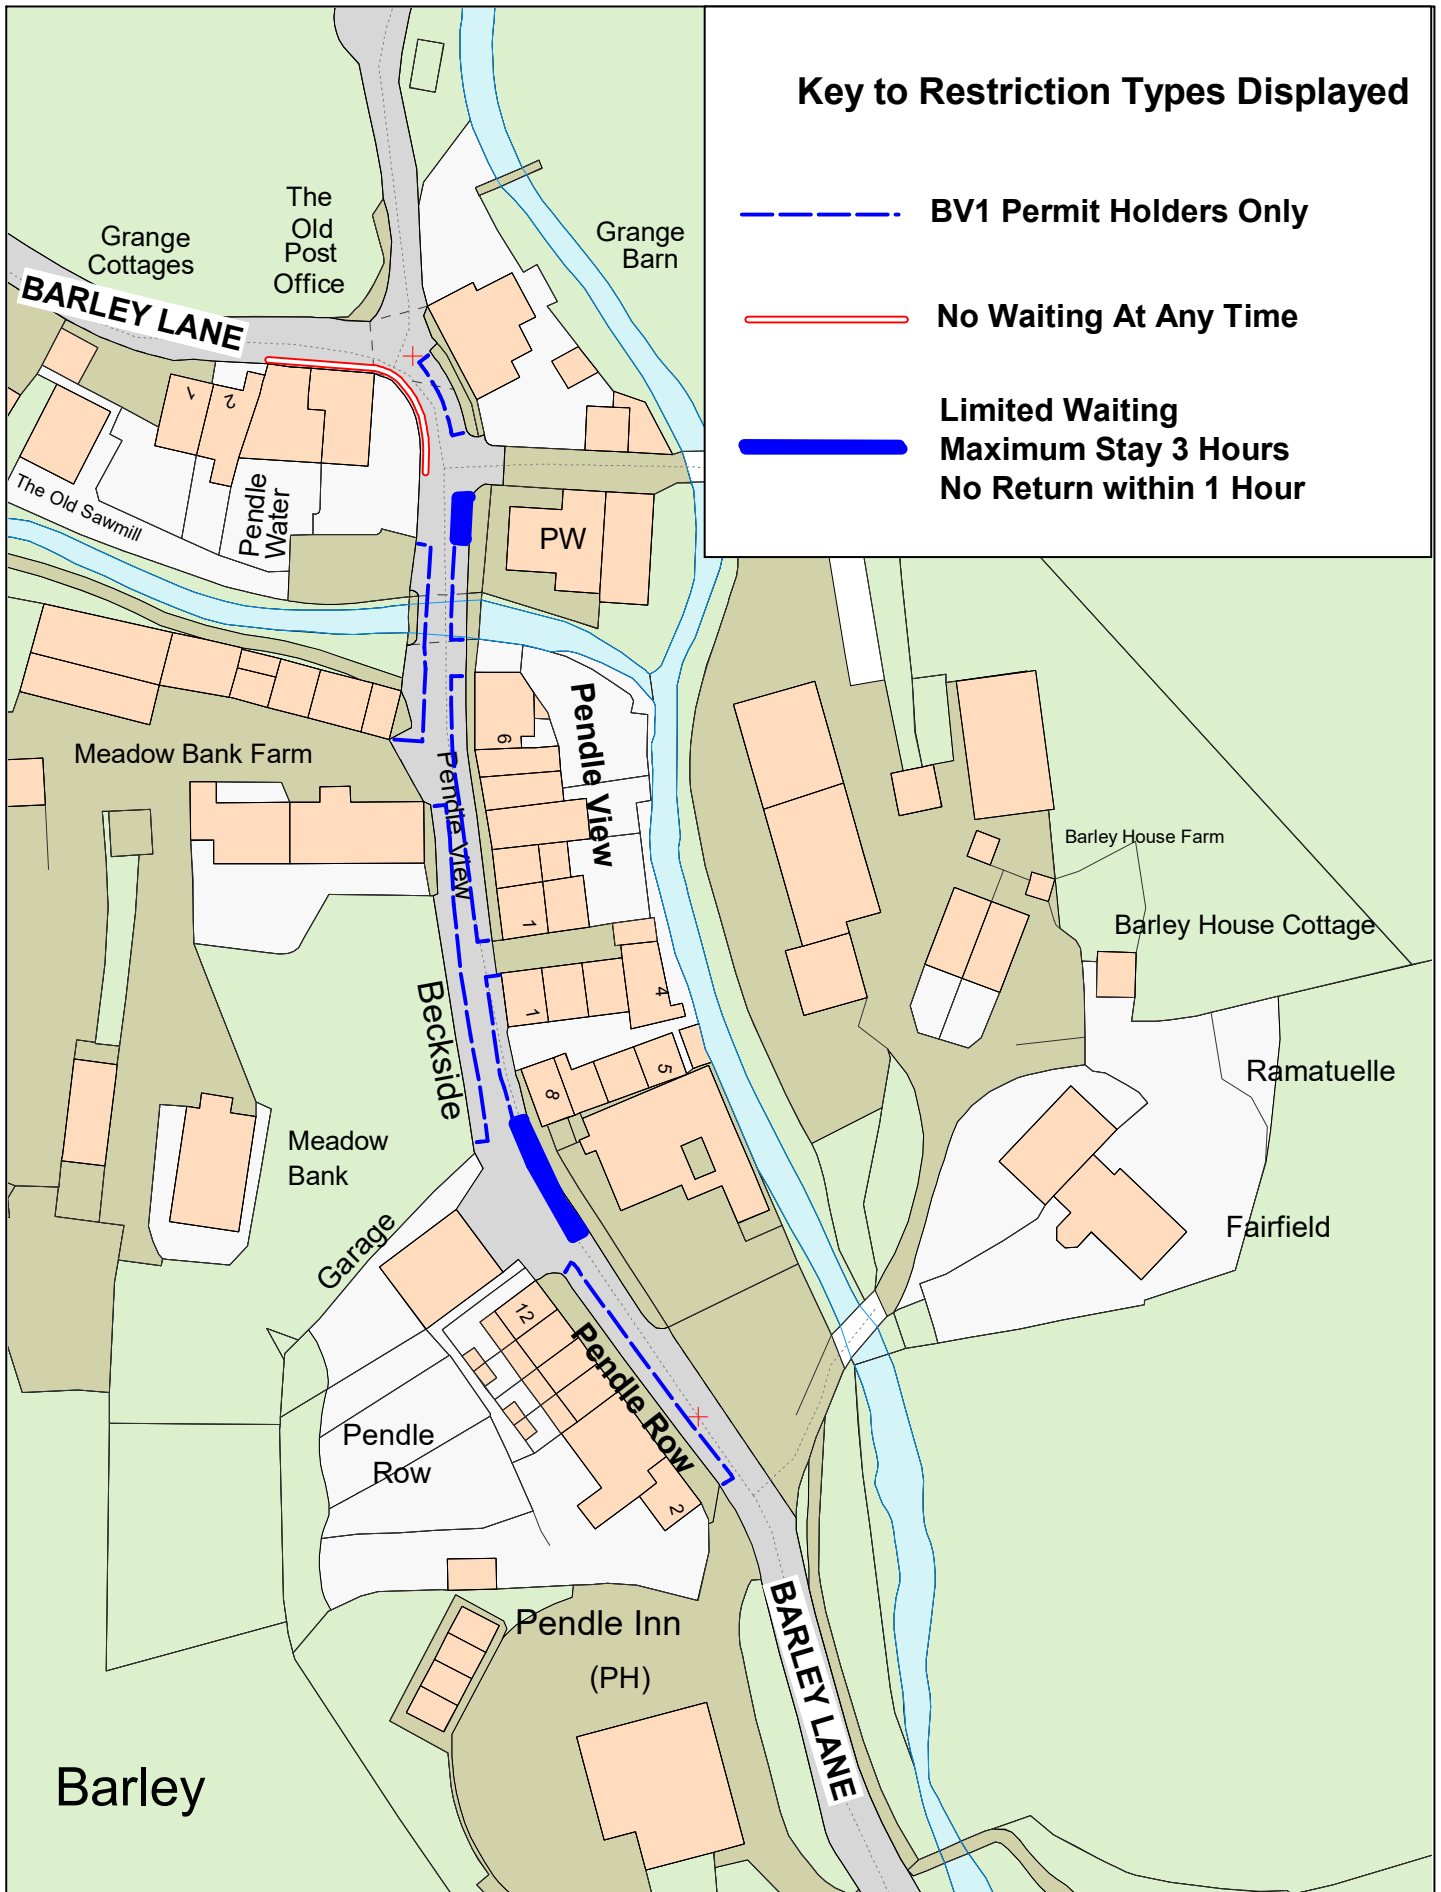 Key to Restriction Types Displayed
BV1 Permit Holders Only
No Waiting At Any Time
Limited Waiting
Maximum Stay 3 Hours
No Return within 1 Hour
The
Old
Post
Office
Grange
Cottages
Grange
Barn
BARLEY LANE
1
2
Pendle
Water
The Old Sawmill
PW
Meadow Bank Farm
6
Pendle View
Pendle View
1
Barley House Farm
Barley House Cottage
Beckside
1
4
5
8
Ramatuelle
Meadow
Bank
Fairfield
Garage
12
Pendle Row
Pendle
Row
2
Pendle Inn
(PH)
BARLEY LANE
Barley